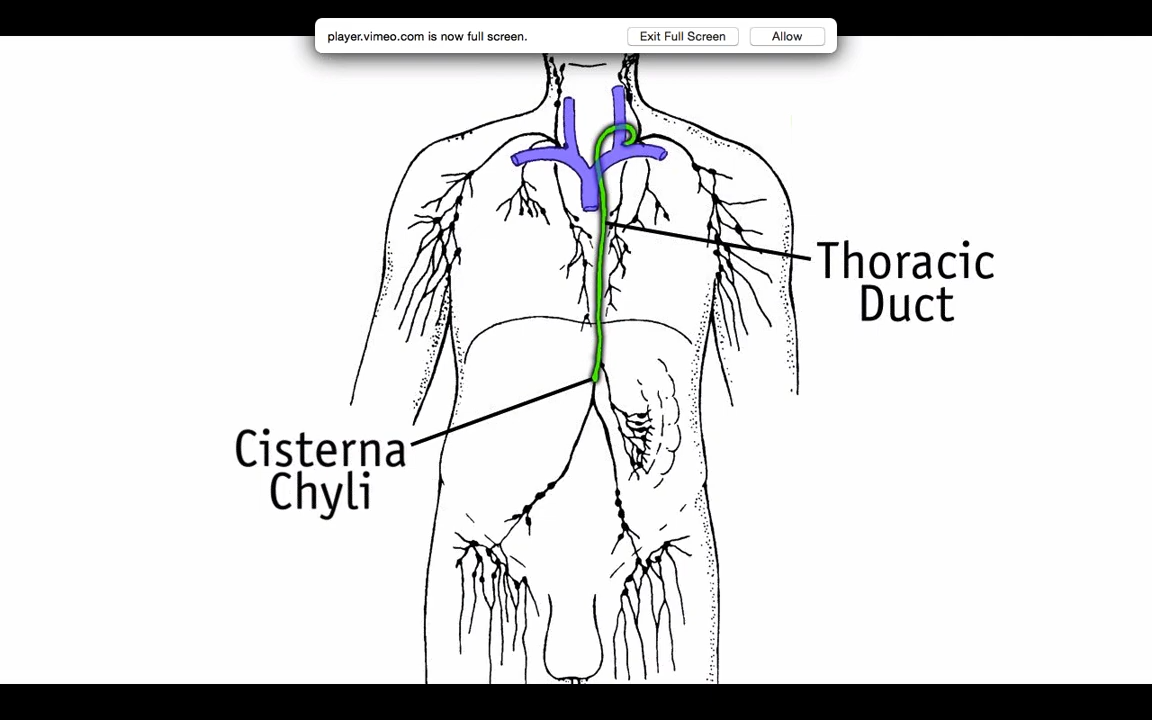 player.vimeo.com is now full screen.
Exit Full Screen
Allow
Thoracic
Duct
Cisterna
Chyli